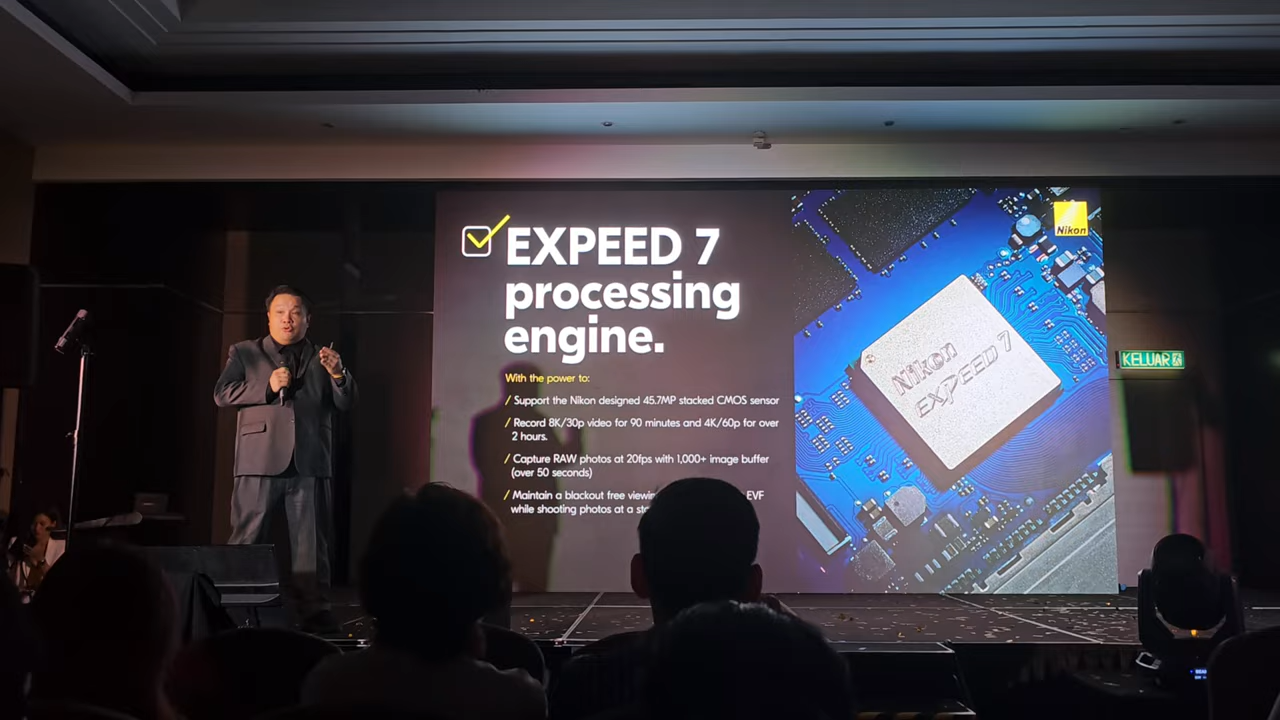 EXPEED 7
processing
engine.
With the power to:
/ Support the Nikon designed 45.7MP stacked CMOS sensor
/ Record 8K/30p video for 90 minutes and 4K/60p for over
2 hours.
/ Capture RAW photos at 20fps with 1,000+ image buffer
(over 50 seconds)
/ Maintain a blackout free EVF
while shooting photos at a
Nikon
Nikon
EXPEED 7
KELUAR